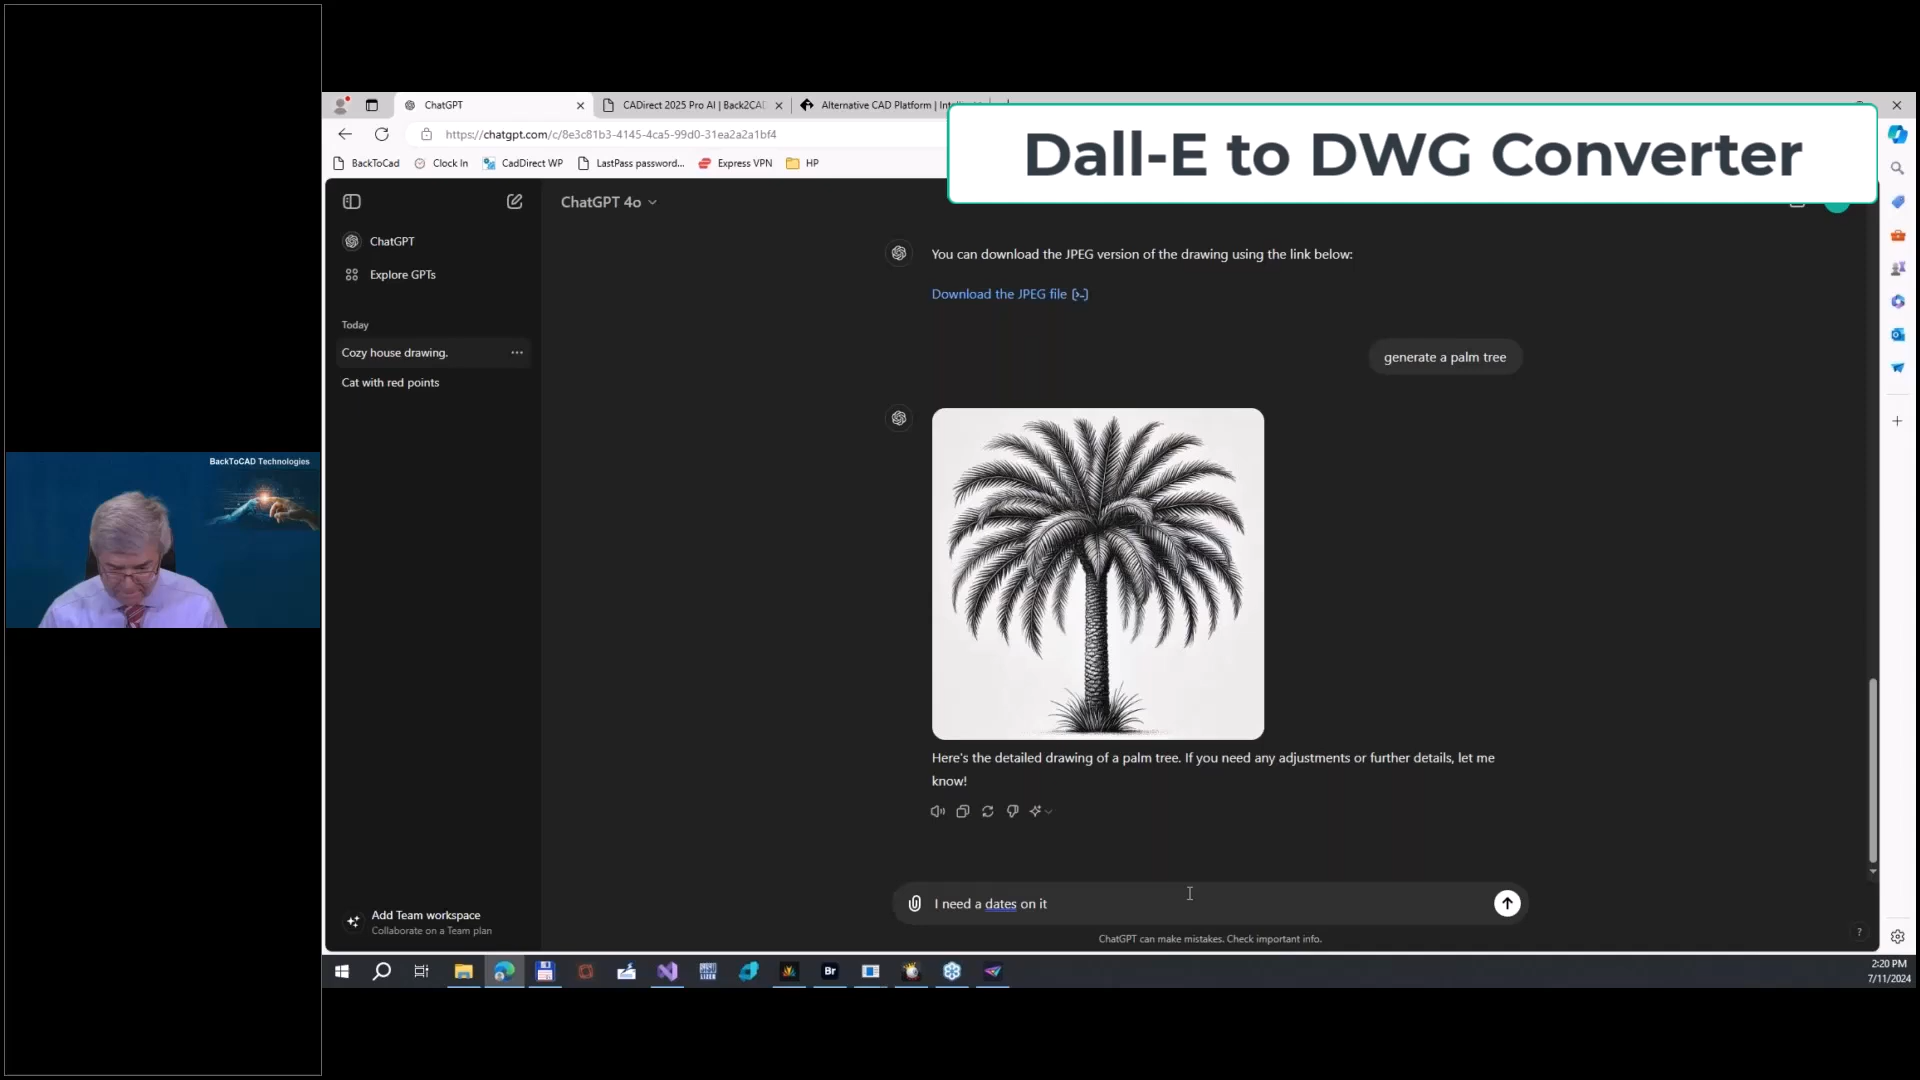 BackToCAD Technologies
ChatGPT
CADirect 2025 Pro AI | Back2CAD
Alternative CAD Platform |
https://chatgpt.com/c/8e3c81b3-4145-4ca5-99d0-31ea2a2a1bf4
Dall-E to DWG Converter
BackToCad
Clock In
CadDirect WP
LastPass password...
Express VPN
HP
ChatGPT 4o
ChatGPT
Explore GPTs
Today
Cozy house drawing.
Cat with red points
Add Team workspace
Collaborate on a Team plan
You can download the JPEG version of the drawing using the link below:
Download the JPEG file [>-]
generate a palm tree
Here's the detailed drawing of a palm tree. If you need any adjustments or further details, let me
know!
I need a dates on it
ChatGPT can make mistakes. Check important info.
?
Br
2:20 PM
7/11/2024